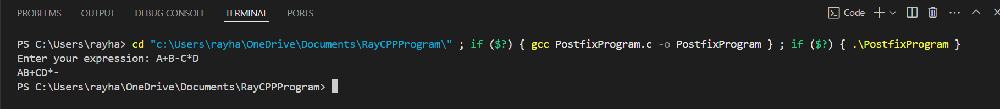 PROBLEMS OUTPUT DEBUG CONSOLE TERMINAL PORTS Code
PS C:\Users\rayha> cd "c:\Users\rayha\OneDrive\Documents\RayCPPProgram\" ; if ($?) { gcc PostfixProgram.c -o PostfixProgram } ; if ($?) { .\PostfixProgram }
Enter your expression: A+B-C*D
AB+CD*-
PS C:\Users\rayha\OneDrive\Documents\RayCPPProgram>